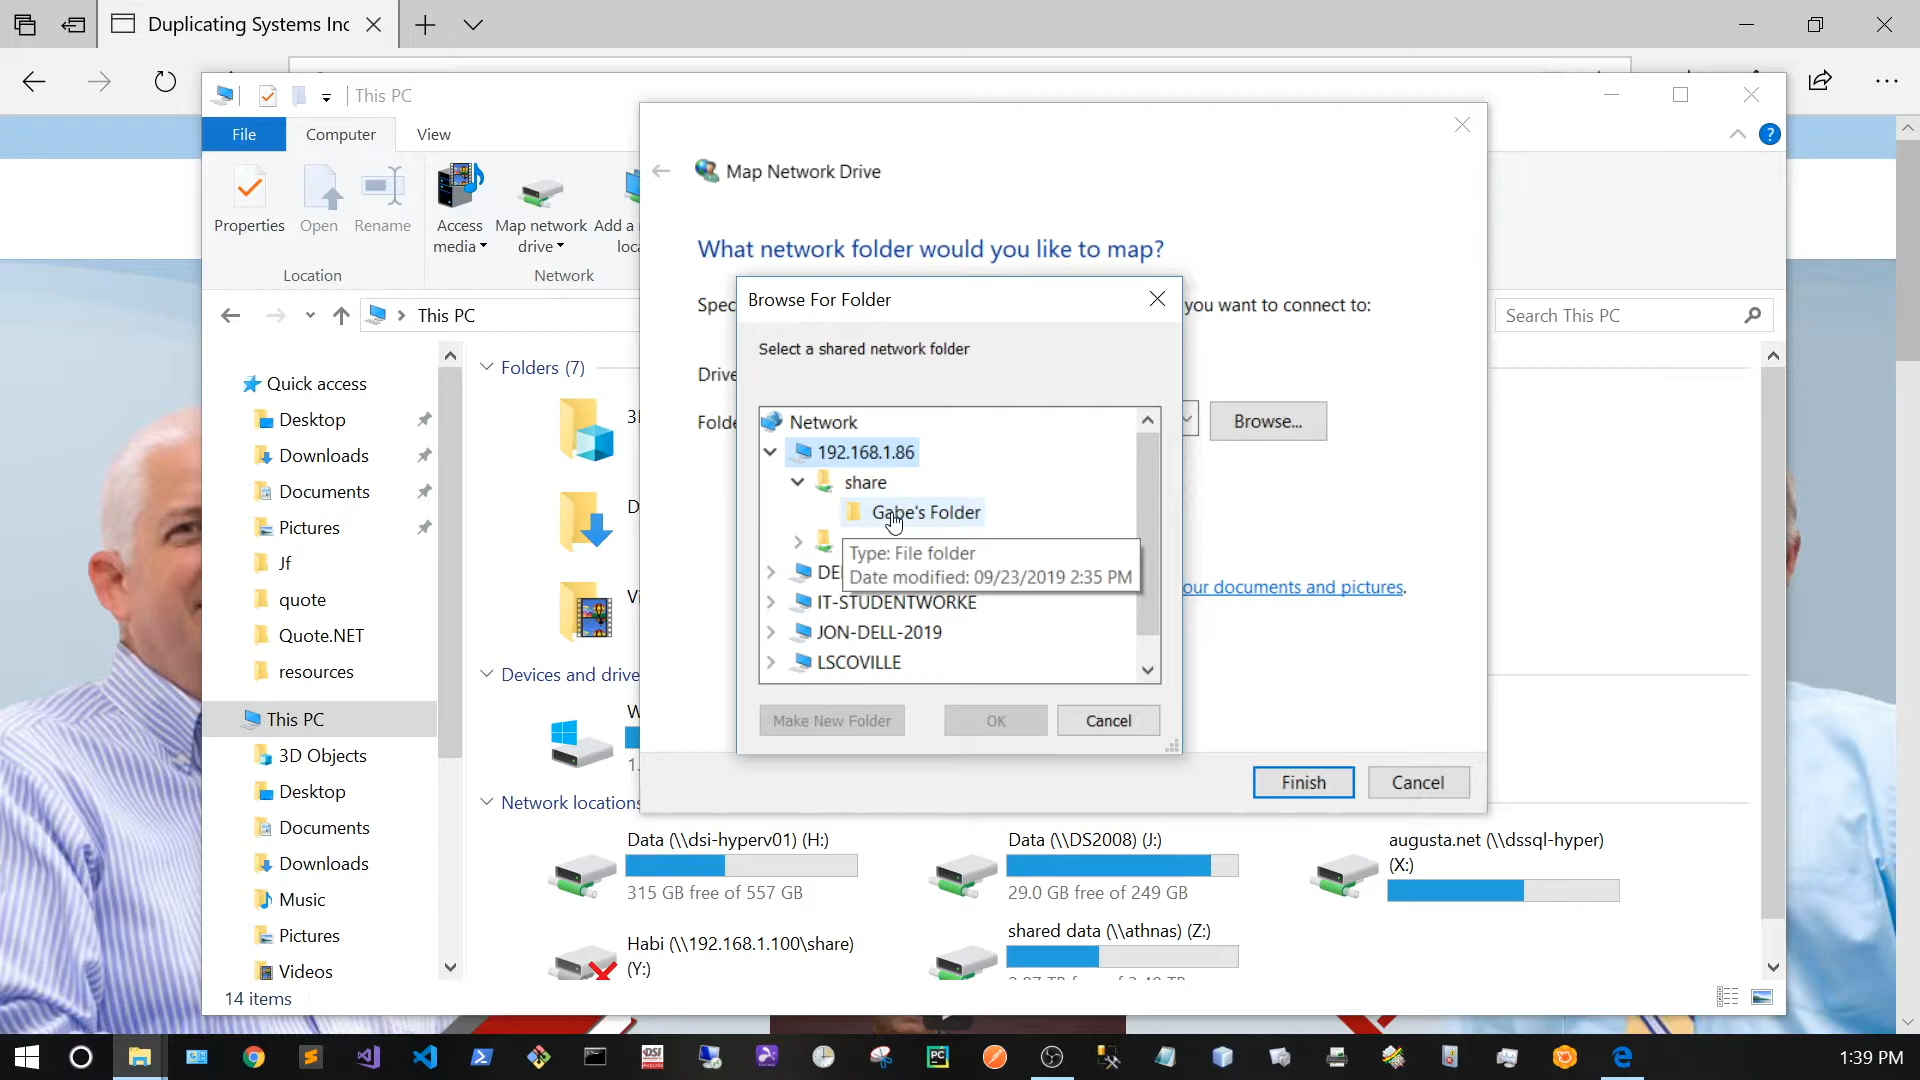 Duplicating Systems Inc
This PC
File
Computer
View
Properties
Open
Rename
Access media
Map network drive
Add a
Location
Network
Map Network Drive
What network folder would you like to map?
you want to connect to:
Browse...
our documents and pictures.
Finish
Cancel
Browse For Folder
Select a shared network folder
Network
192.168.1.86
share
Gabe's Folder
Type: File folder
Date modified: 09/23/2019 2:35 PM
IT-STUDENTWORKE
JON-DELL-2019
LSCOVILLE
Make New Folder
OK
Cancel
This PC
Search This PC
Quick access
Desktop
Downloads
Documents
Pictures
Jf
quote
Quote.NET
resources
This PC
3D Objects
Desktop
Documents
Downloads
Music
Pictures
Videos
Folders (7)
Devices and drive
Network locations
Data (\\dsi-hyperv01) (H:)
315 GB free of 557 GB
Data (\\DS2008) (J:)
29.0 GB free of 249 GB
augusta.net (\\dssql-hyper)
(X:)
Habi (\\192.168.1.100\share)
(Y:)
shared data (\\athnas) (Z:)
14 items
1:39 PM